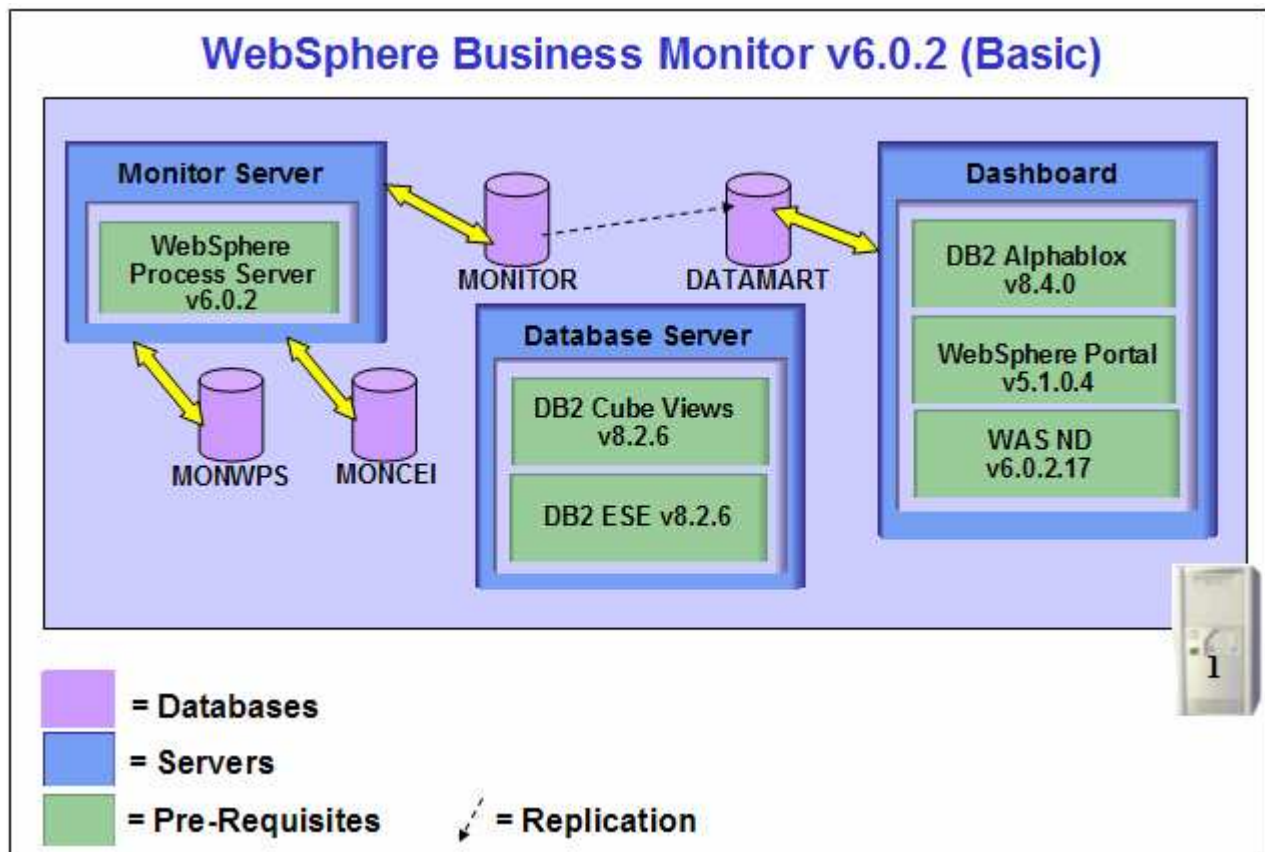 WebSphere Business Monitor v6.0.2 (Basic)
Monitor Server
WebSphere
Process Server
v6.0.2
MONITOR
DATAMART
MONWPS
MONCEI
Database Server
DB2 Cube Views
v8.2.6
DB2 ESE v8.2.6
Dashboard
DB2 Alphablox
v8.4.0
WebSphere Portal
v5.1.0.4
WAS ND
v6.0.2.17
1
= Databases
= Servers
= Pre-Requisites
= Replication